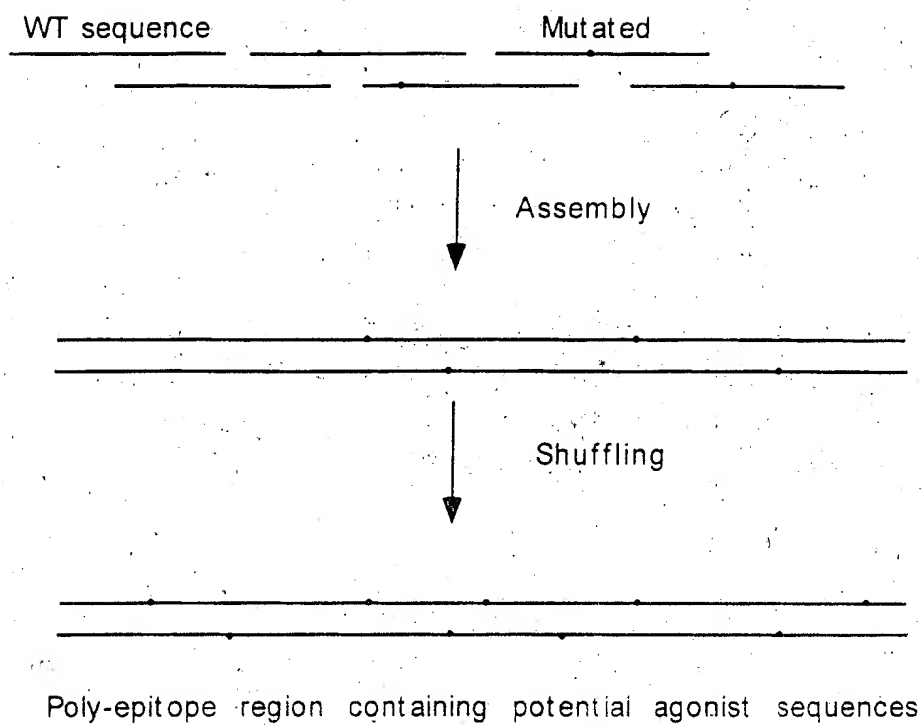 WT sequence
Mutated
Assembly
Shuffling
Poly-epitope region containing potential agonist sequences